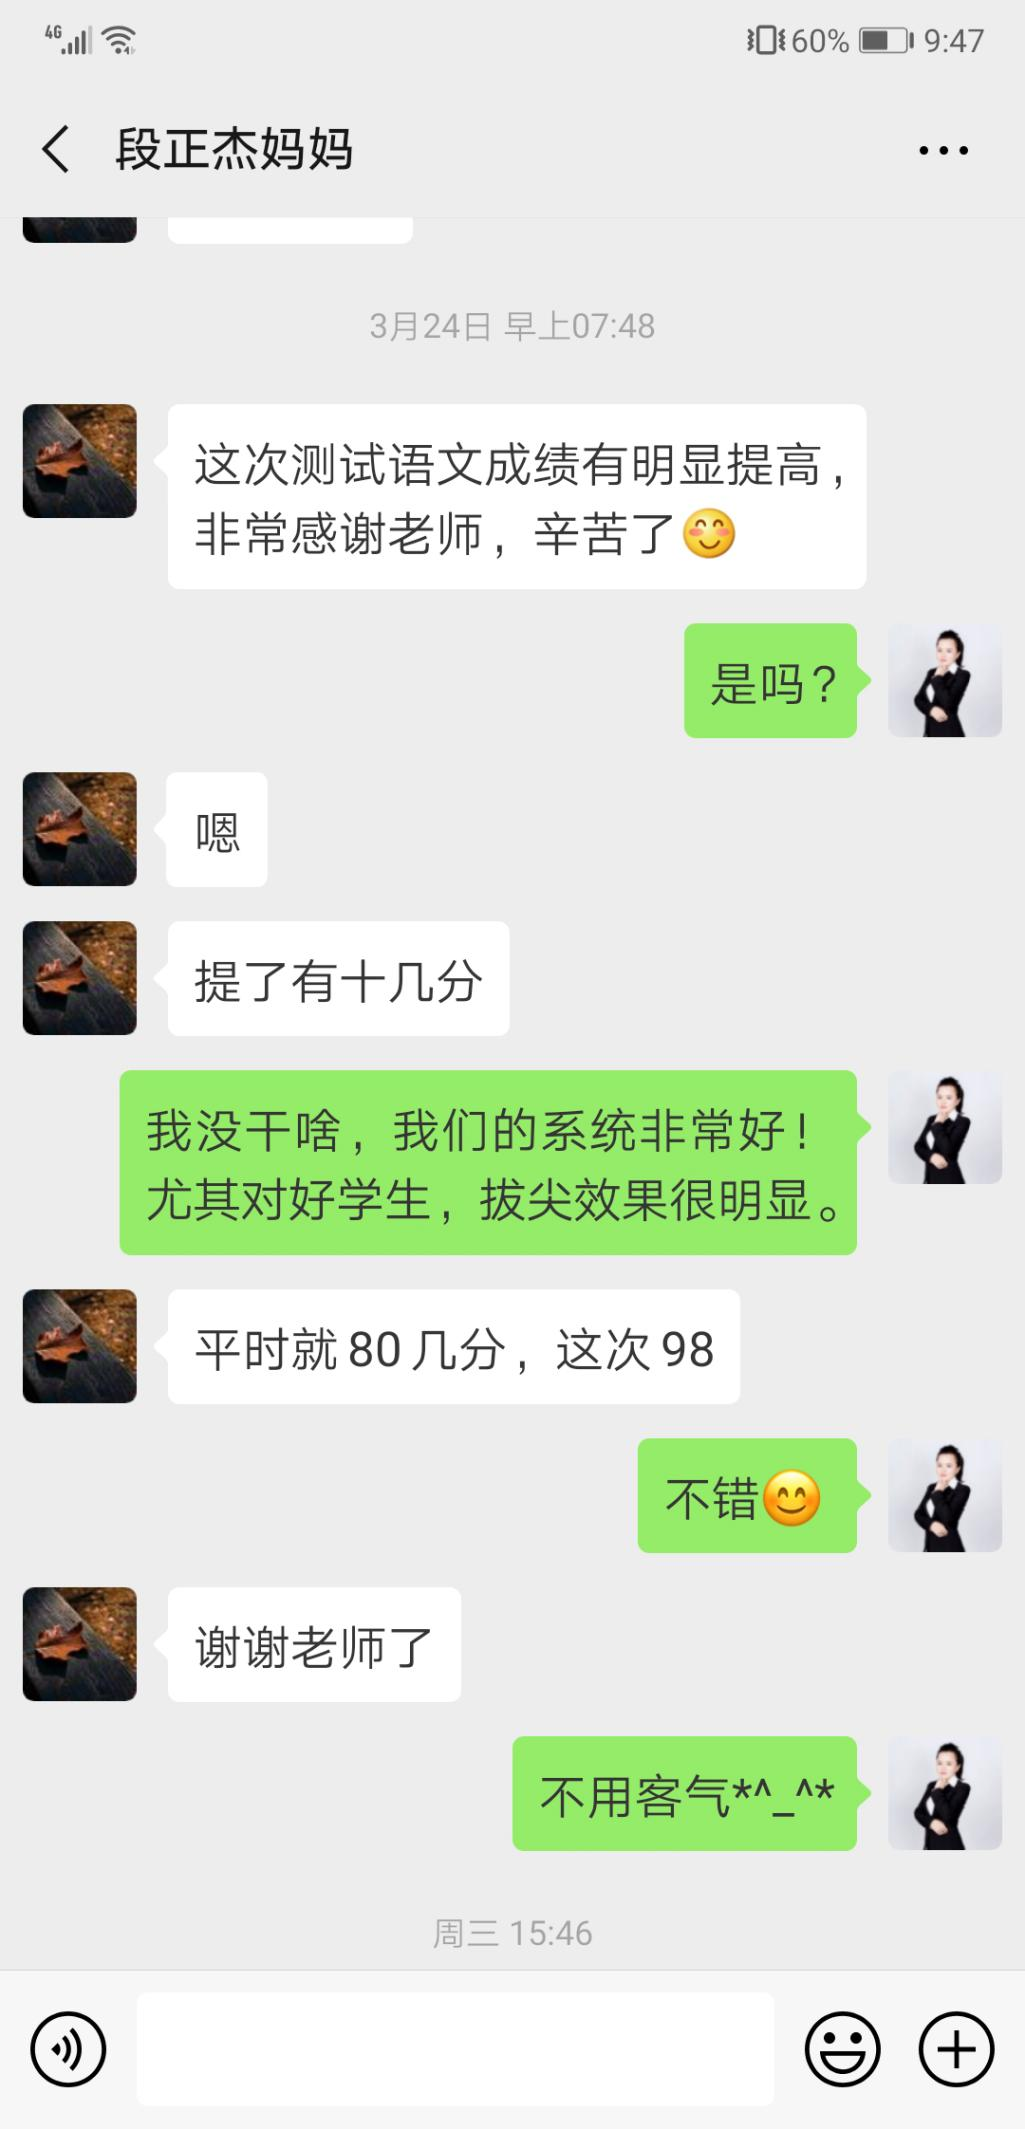 4G 60% 9:47
段正杰妈妈
3月24日 早上07:48
这次测试语文成绩有明显提高，
非常感谢老师，辛苦了😊
是吗？
嗯
提了有十几分
我没干啥，我们的系统非常好！
尤其对好学生，拔尖效果很明显。
平时就80几分，这次98
不错😊
谢谢老师了
不用客气*^_^*
周三 15:46